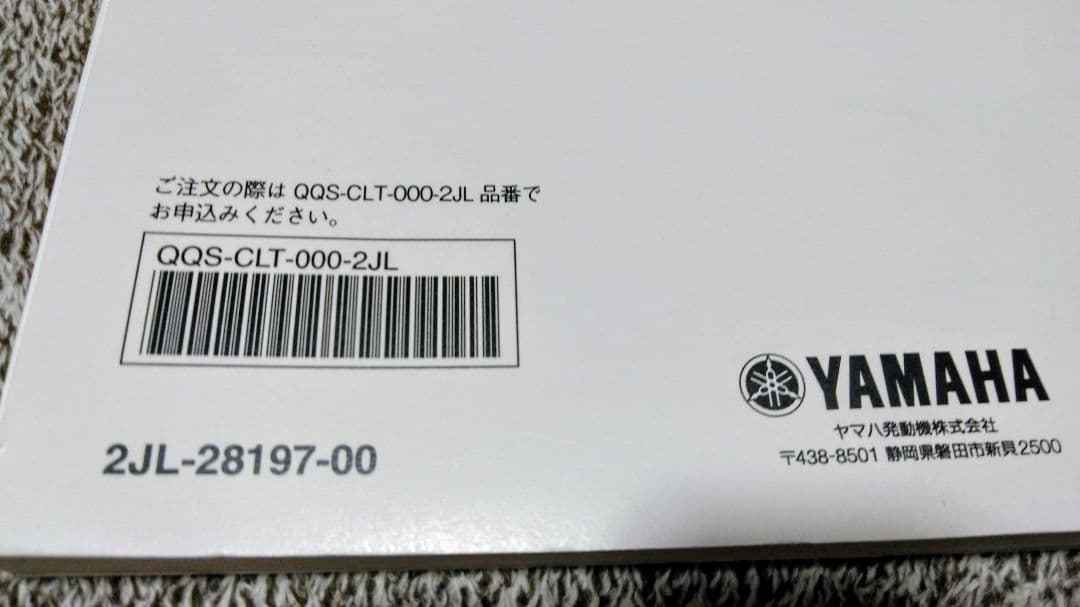 ご注文の際は QQS-CLT-000-2JL 品番で
お申込みください。
QQS-CLT-000-2JL
2JL-28197-00
YAMAHA
ヤマハ発動機株式会社
〒438-8501 静岡県磐田市新貝2500